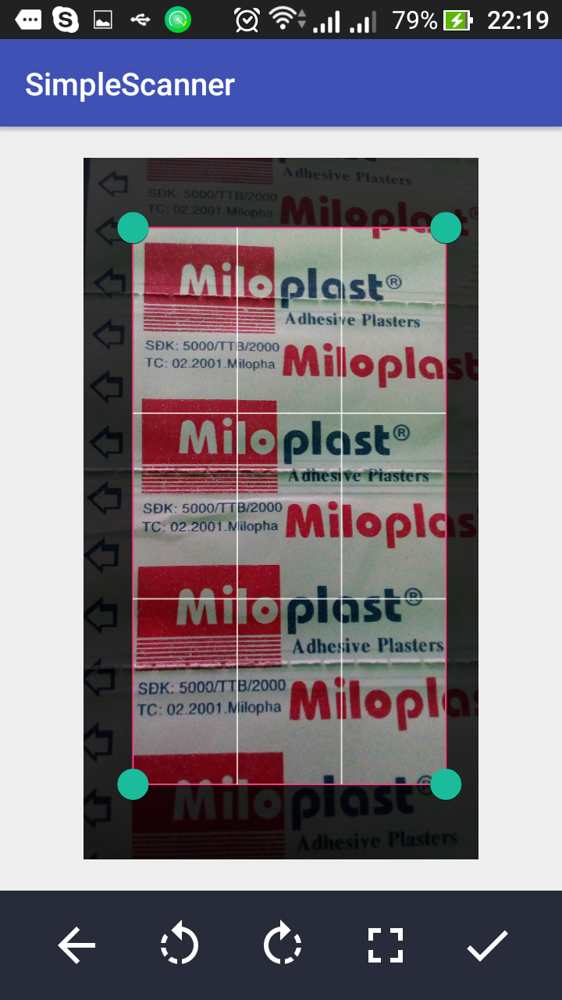 79% 22:19
SimpleScanner
Adhesive Plasters
SĐK: 5000/TTB/2000
TC: 02.2001.Milopha
Miloplast®
Miloplast®
Adhesive Plasters
SĐK: 5000/TTB/2000
TC: 02.2001.Milopha
Miloplast
Miloplast®
Adhesive Plasters
SĐK: 5000/TTB/2000
TC: 02.2001.Milopha
Miloplas
Miloplast®
Adhesive Plasters
SĐK: 5000/TTB/2000
TC: 02.2001.Milopha
Miloplas
Miloplast®
Adhesive Plasters